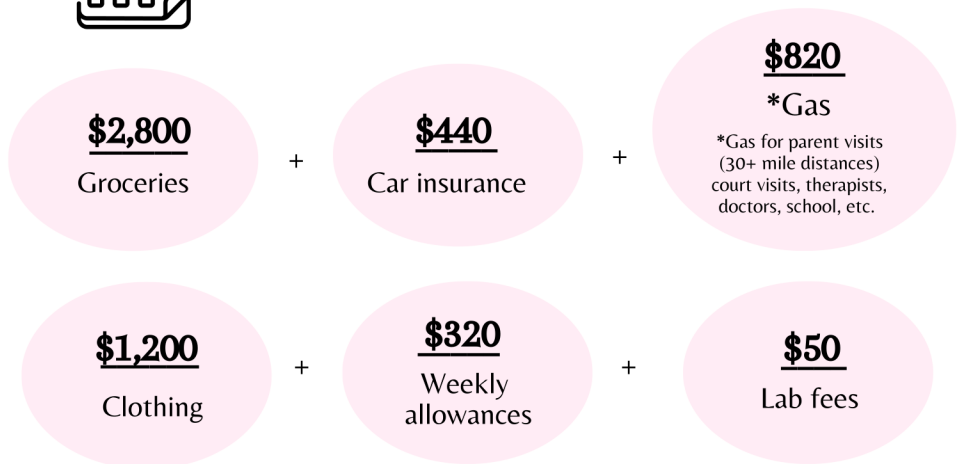 $2,800
Groceries
+
$440
Car insurance
+
$820
*Gas
*Gas for parent visits
(30+ mile distances)
court visits, therapists,
doctors, school, etc.
$1,200
Clothing
+
$320
Weekly
allowances
+
$50
Lab fees